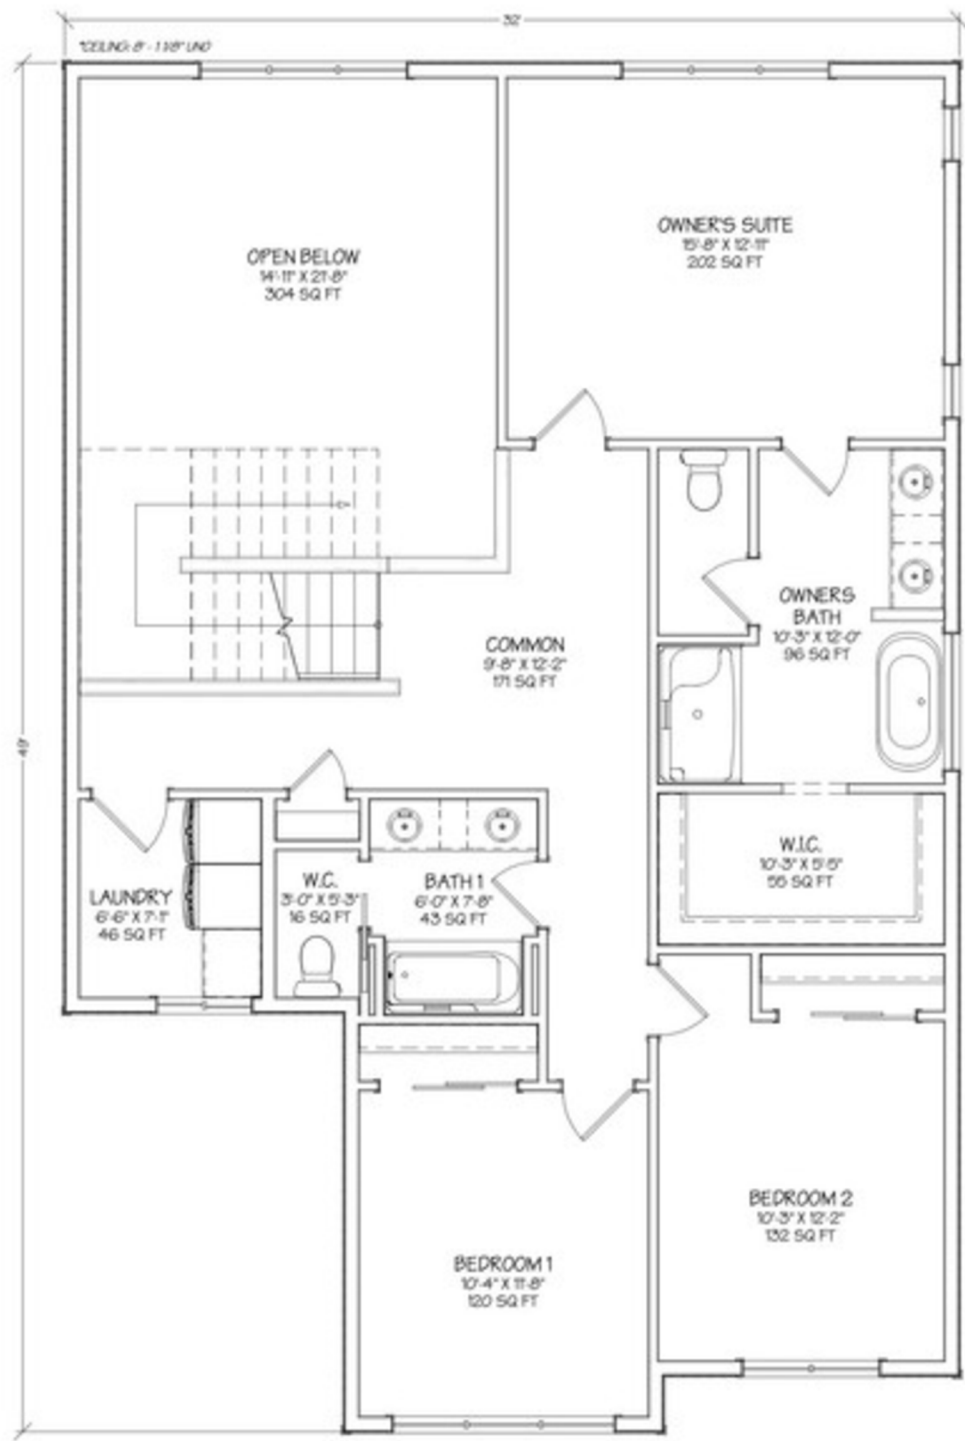 32'
*CEILING: 8' - 1 1/8" UNO
OWNER'S SUITE
15'-8" X 12'-11"
202 SQ FT
OPEN BELOW
14'-11" X 21'-8"
304 SQ FT
OWNERS
BATH
10'-3" X 12'-0"
96 SQ FT
COMMON
9'-8" X 12'-2"
171 SQ FT
49'
W.I.C.
10'-3" X 5'-5"
55 SQ FT
LAUNDRY
6'-6" X 7'-1"
46 SQ FT
W.C.
3'-0" X 5'-3"
16 SQ FT
BATH 1
6'-0" X 7'-8"
43 SQ FT
BEDROOM 2
10'-3" X 12'-2"
132 SQ FT
BEDROOM 1
10'-4" X 11'-8"
120 SQ FT